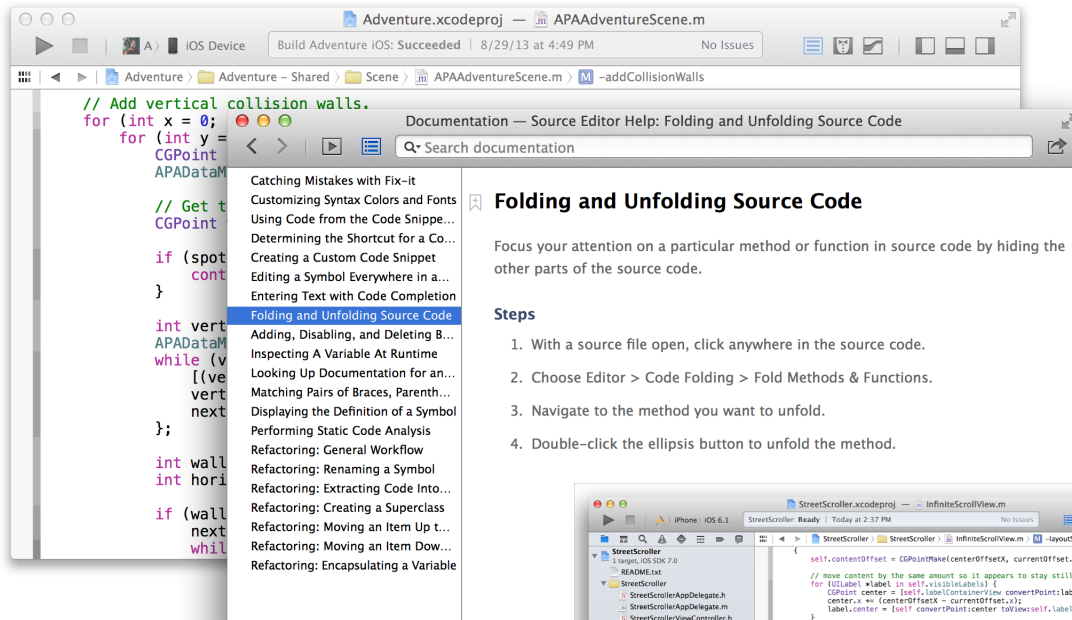 Adventure.xcodeproj — APAAdventureScene.m
A iOS Device
Build Adventure iOS: Succeeded | 8/29/13 at 4:49 PM No Issues
Adventure Adventure – Shared Scene APAAdventureScene.m M –addCollisionWalls
// Add vertical collision walls.
for (int x = 0;
for (int y =
CGPoint
APADataM
// Get t
CGPoint
if (spot
cont
}
int vert
APADataM
while (v
[(ve
vert
next
};
int wall
int hori
if (wall
next
whil
Documentation — Source Editor Help: Folding and Unfolding Source Code
Search documentation
Catching Mistakes with Fix-it
Customizing Syntax Colors and Fonts
Using Code from the Code Snippe...
Determining the Shortcut for a Co...
Creating a Custom Code Snippet
Editing a Symbol Everywhere in a...
Entering Text with Code Completion
Folding and Unfolding Source Code
Adding, Disabling, and Deleting B...
Inspecting A Variable At Runtime
Looking Up Documentation for an...
Matching Pairs of Braces, Parenth...
Displaying the Definition of a Symbol
Performing Static Code Analysis
Refactoring: General Workflow
Refactoring: Renaming a Symbol
Refactoring: Extracting Code Into...
Refactoring: Creating a Superclass
Refactoring: Moving an Item Up t...
Refactoring: Moving an Item Dow...
Refactoring: Encapsulating a Variable
Folding and Unfolding Source Code
Focus your attention on a particular method or function in source code by hiding the
other parts of the source code.
Steps
1. With a source file open, click anywhere in the source code.
2. Choose Editor > Code Folding > Fold Methods & Functions.
3. Navigate to the method you want to unfold.
4. Double-click the ellipsis button to unfold the method.
StreetScroller.xcodeproj — InfiniteScrollView.m
iPhone iOS 6.1
StreetScroller: Ready | Today at 2:37 PM No Issues
StreetScroller StreetScroller InfiniteScrollView.m M –layoutS
StreetScroller
1 target, iOS SDK 7.0
README.txt
StreetScroller
StreetScrollerAppDelegate.h
StreetScrollerAppDelegate.m
StreetScrollerViewController.h
{
self.contentOffset = CGPointMake(centerOffsetX, currentOffset.
// move content by the same amount so it appears to stay still
for (UILabel *label in self.visibleLabels) {
CGPoint center = [self.labelContainerView convertPoint:lab
center.x += (centerOffsetX - currentOffset.x);
label.center = [self convertPoint:center toView:self.label
}